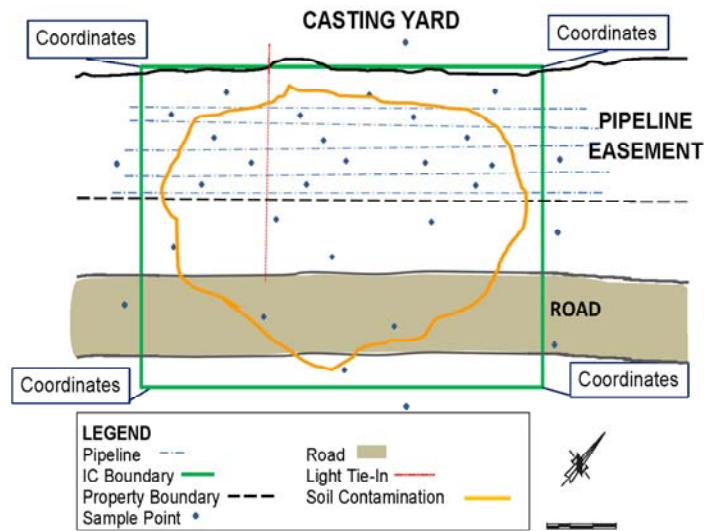 CASTING YARD
Coordinates
Coordinates
PIPELINE
EASEMENT
ROAD
Coordinates
Coordinates
LEGEND
Pipeline
Road
IC Boundary
Light Tie-In
Property Boundary
Soil Contamination
Sample Point